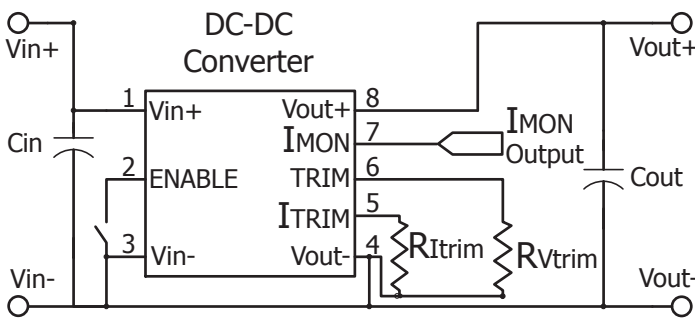 DC-DC
Converter
Vin+
Vout+
1 Vin+ Vout+ 8
IMON 7
IMON
Output
Cin
2 ENABLE TRIM 6
Cout
ITRIM 5
3 Vin- Vout- 4
RItrim
RVtrim
Vin-
Vout-